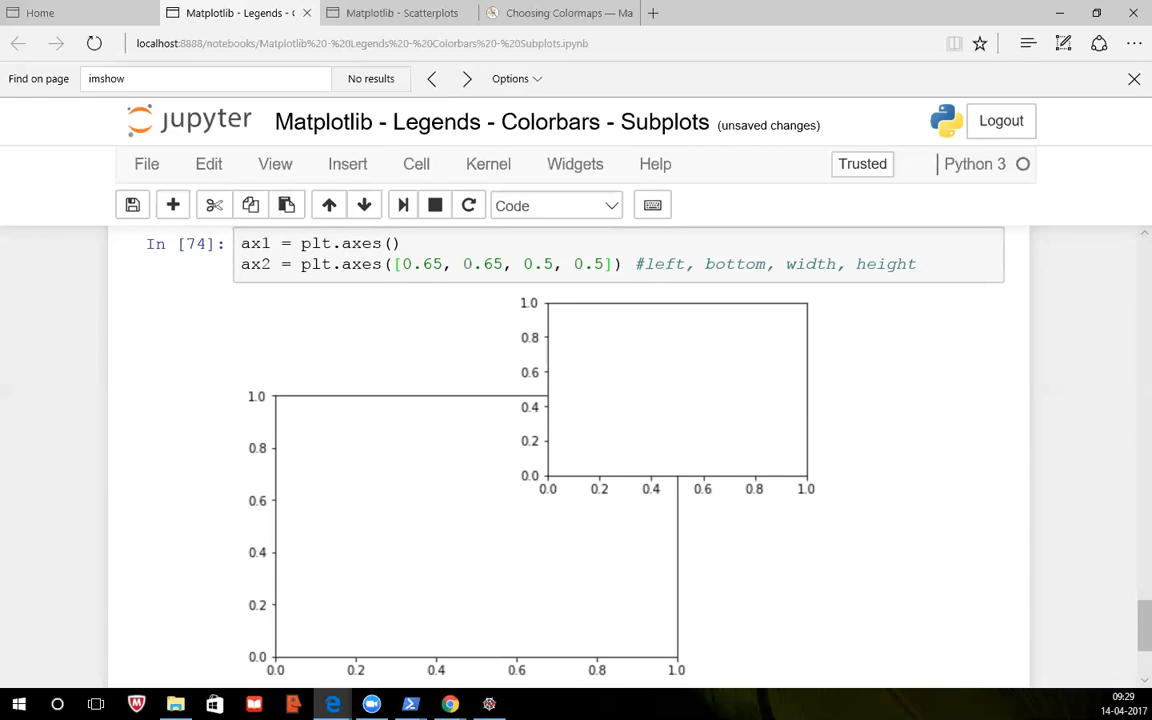 Home
Matplotlib - Legends - C
Matplotlib - Scatterplots
Choosing Colormaps — Ma
localhost:8888/notebooks/Matplotlib%20-%20Legends%20-%20Colorbars%20-%20Subplots.ipynb
Find on page
imshow
No results
Options
jupyter
Matplotlib - Legends - Colorbars - Subplots (unsaved changes)
Logout
File
Edit
View
Insert
Cell
Kernel
Widgets
Help
Trusted
Python 3
Code
In [74]:
ax1 = plt.axes()
ax2 = plt.axes([0.65, 0.65, 0.5, 0.5]) #left, bottom, width, height
1.0
0.8
0.6
0.4
0.2
0.0
0.0 0.2 0.4 0.6 0.8 1.0
1.0
0.8
0.6
0.4
0.2
0.0
0.0 0.2 0.4 0.6 0.8 1.0
09:29
14-04-2017